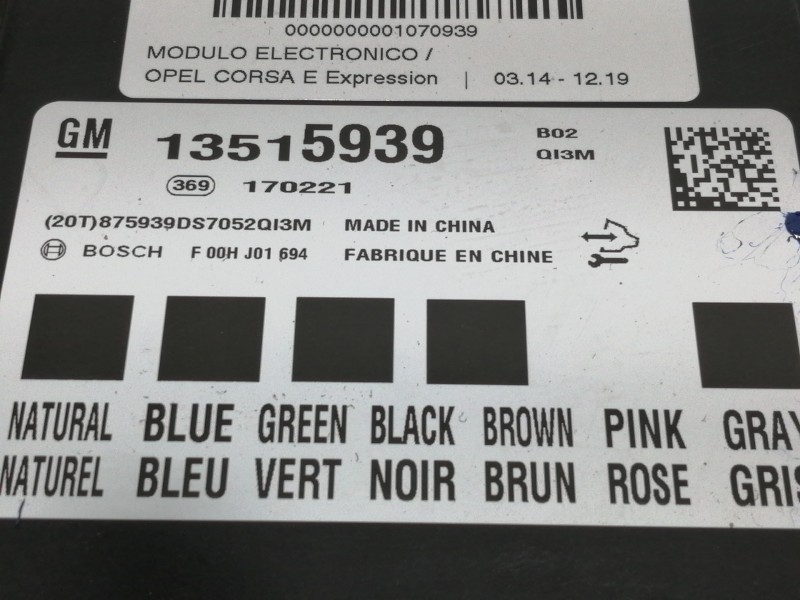 0000000001070939
MODULO ELECTRONICO /
OPEL CORSA E Expression | 03.14 - 12.19
GM 13515939 B02
QI3M
369 170221
(20T)875939DS7052QI3M MADE IN CHINA
BOSCH F 00H J01 694 FABRIQUE EN CHINE
NATURAL BLUE GREEN BLACK BROWN PINK GRAY
NATUREL BLEU VERT NOIR BRUN ROSE GRIS